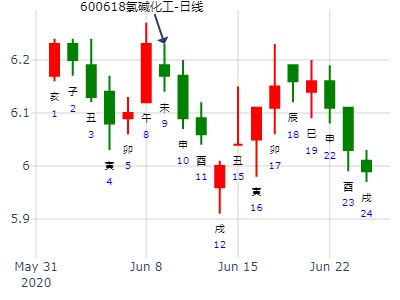 600618氯碱化工-日线
6.2
6.1
6
5.9
亥
1
子
2
丑
3
寅
4
卯
5
午
8
未
9
申
10
酉
11
戌
12
丑
15
寅
16
卯
17
辰
18
巳
19
申
22
酉
23
戌
24
May 31
2020
Jun 8
Jun 15
Jun 22